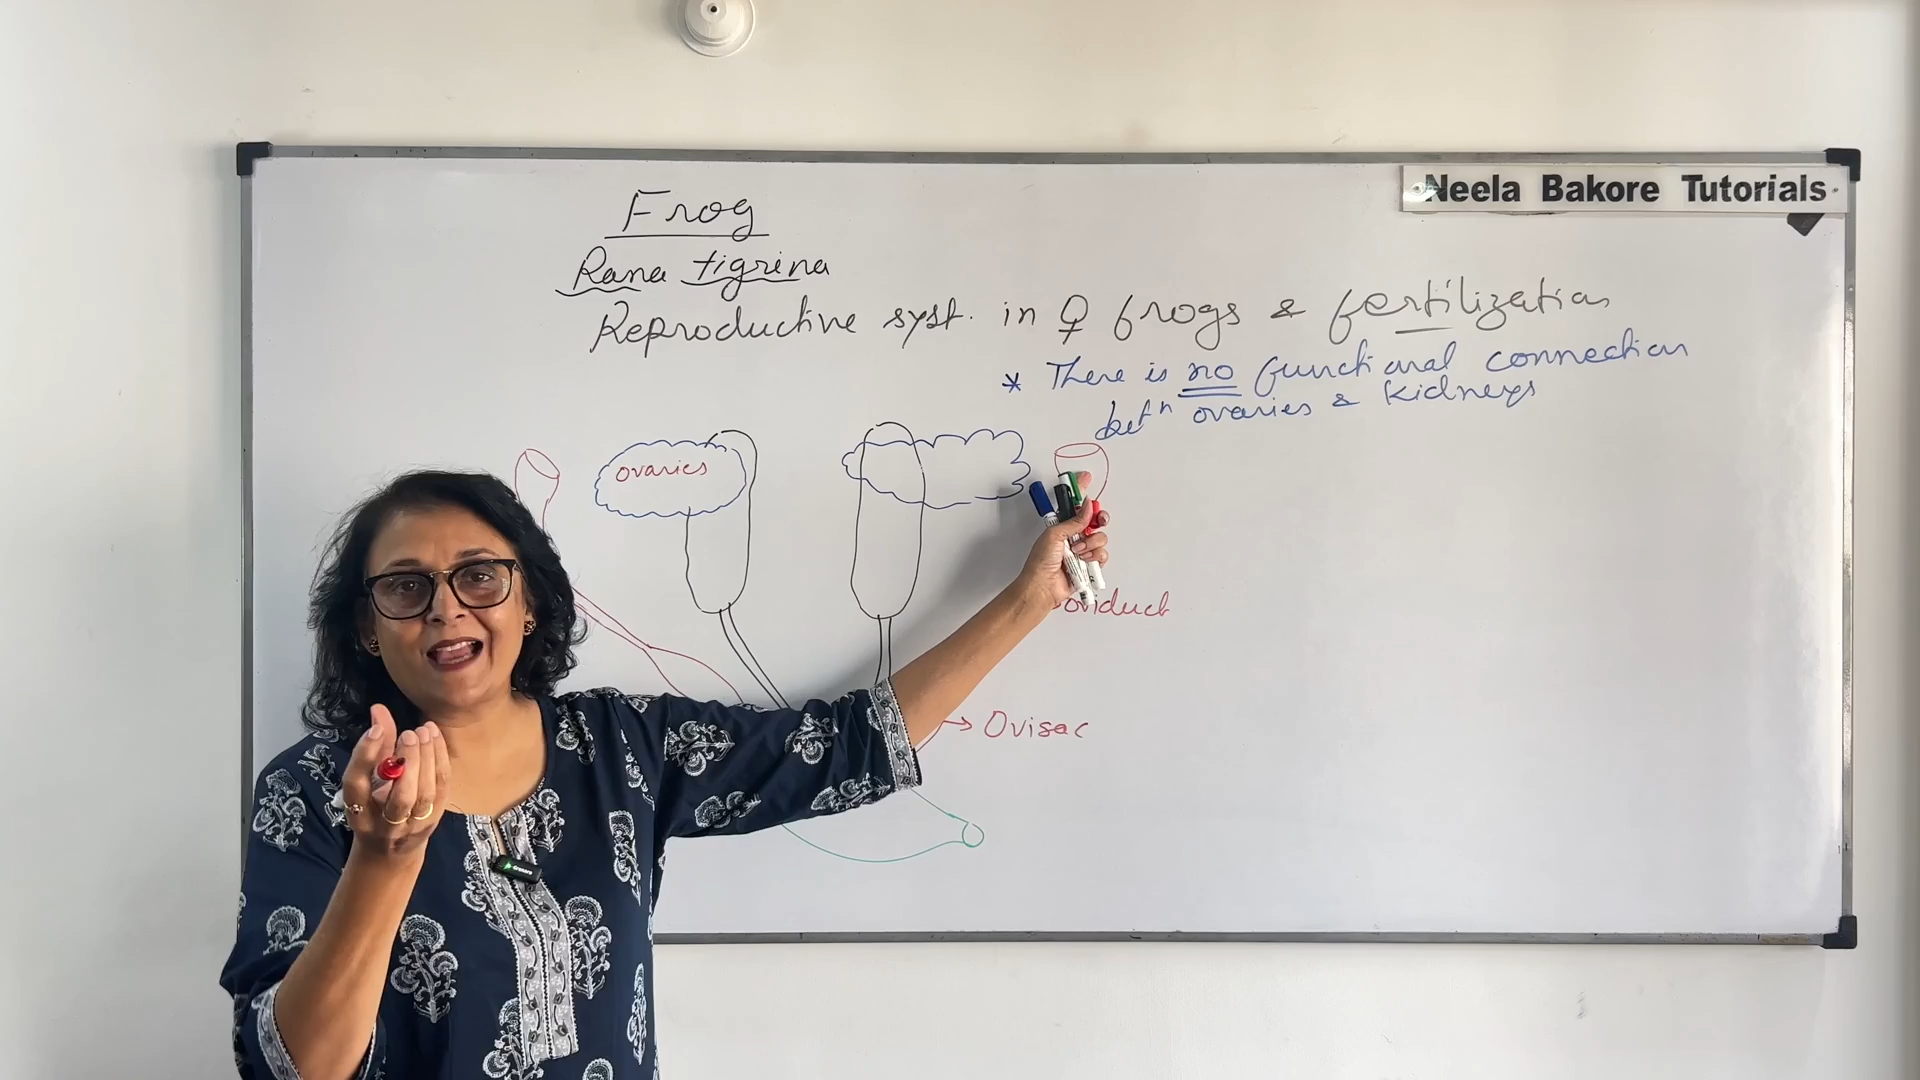 Neela Bakore Tutorials
Frog
Rana tigrina
Reproductive syst. in ♀ frogs & fertilization
* There is no functional connection
betⁿ ovaries & kidneys
ovaries
oviduct
→ Ovisac